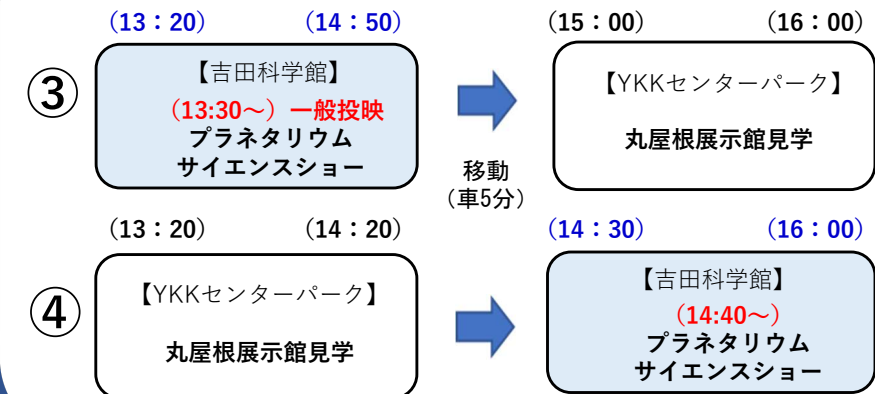 （13：20） （14：50） （15：00） （16：00）
③
【吉田科学館】
（13:30～）一般投映
プラネタリウム
サイエンスショー
移動
（車5分）
【YKKセンターパーク】
丸屋根展示館見学
（13：20） （14：20） （14：30） （16：00）
④
【YKKセンターパーク】
丸屋根展示館見学
【吉田科学館】
（14:40～）
プラネタリウム
サイエンスショー